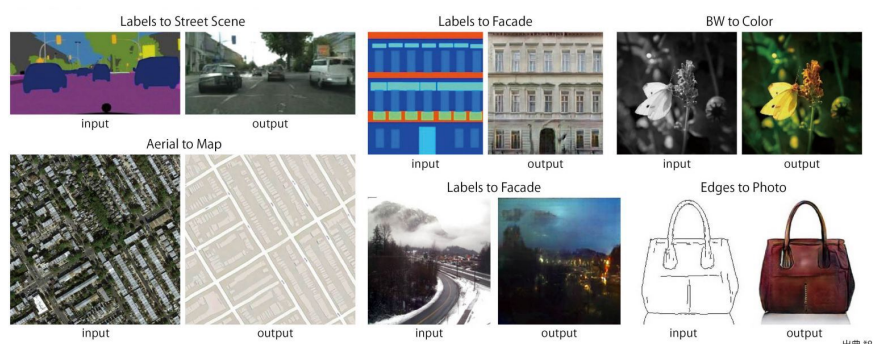 Labels to Street Scene
input
output
Labels to Facade
input
output
BW to Color
input
output
Aerial to Map
input
output
Labels to Facade
input
output
Edges to Photo
input
output